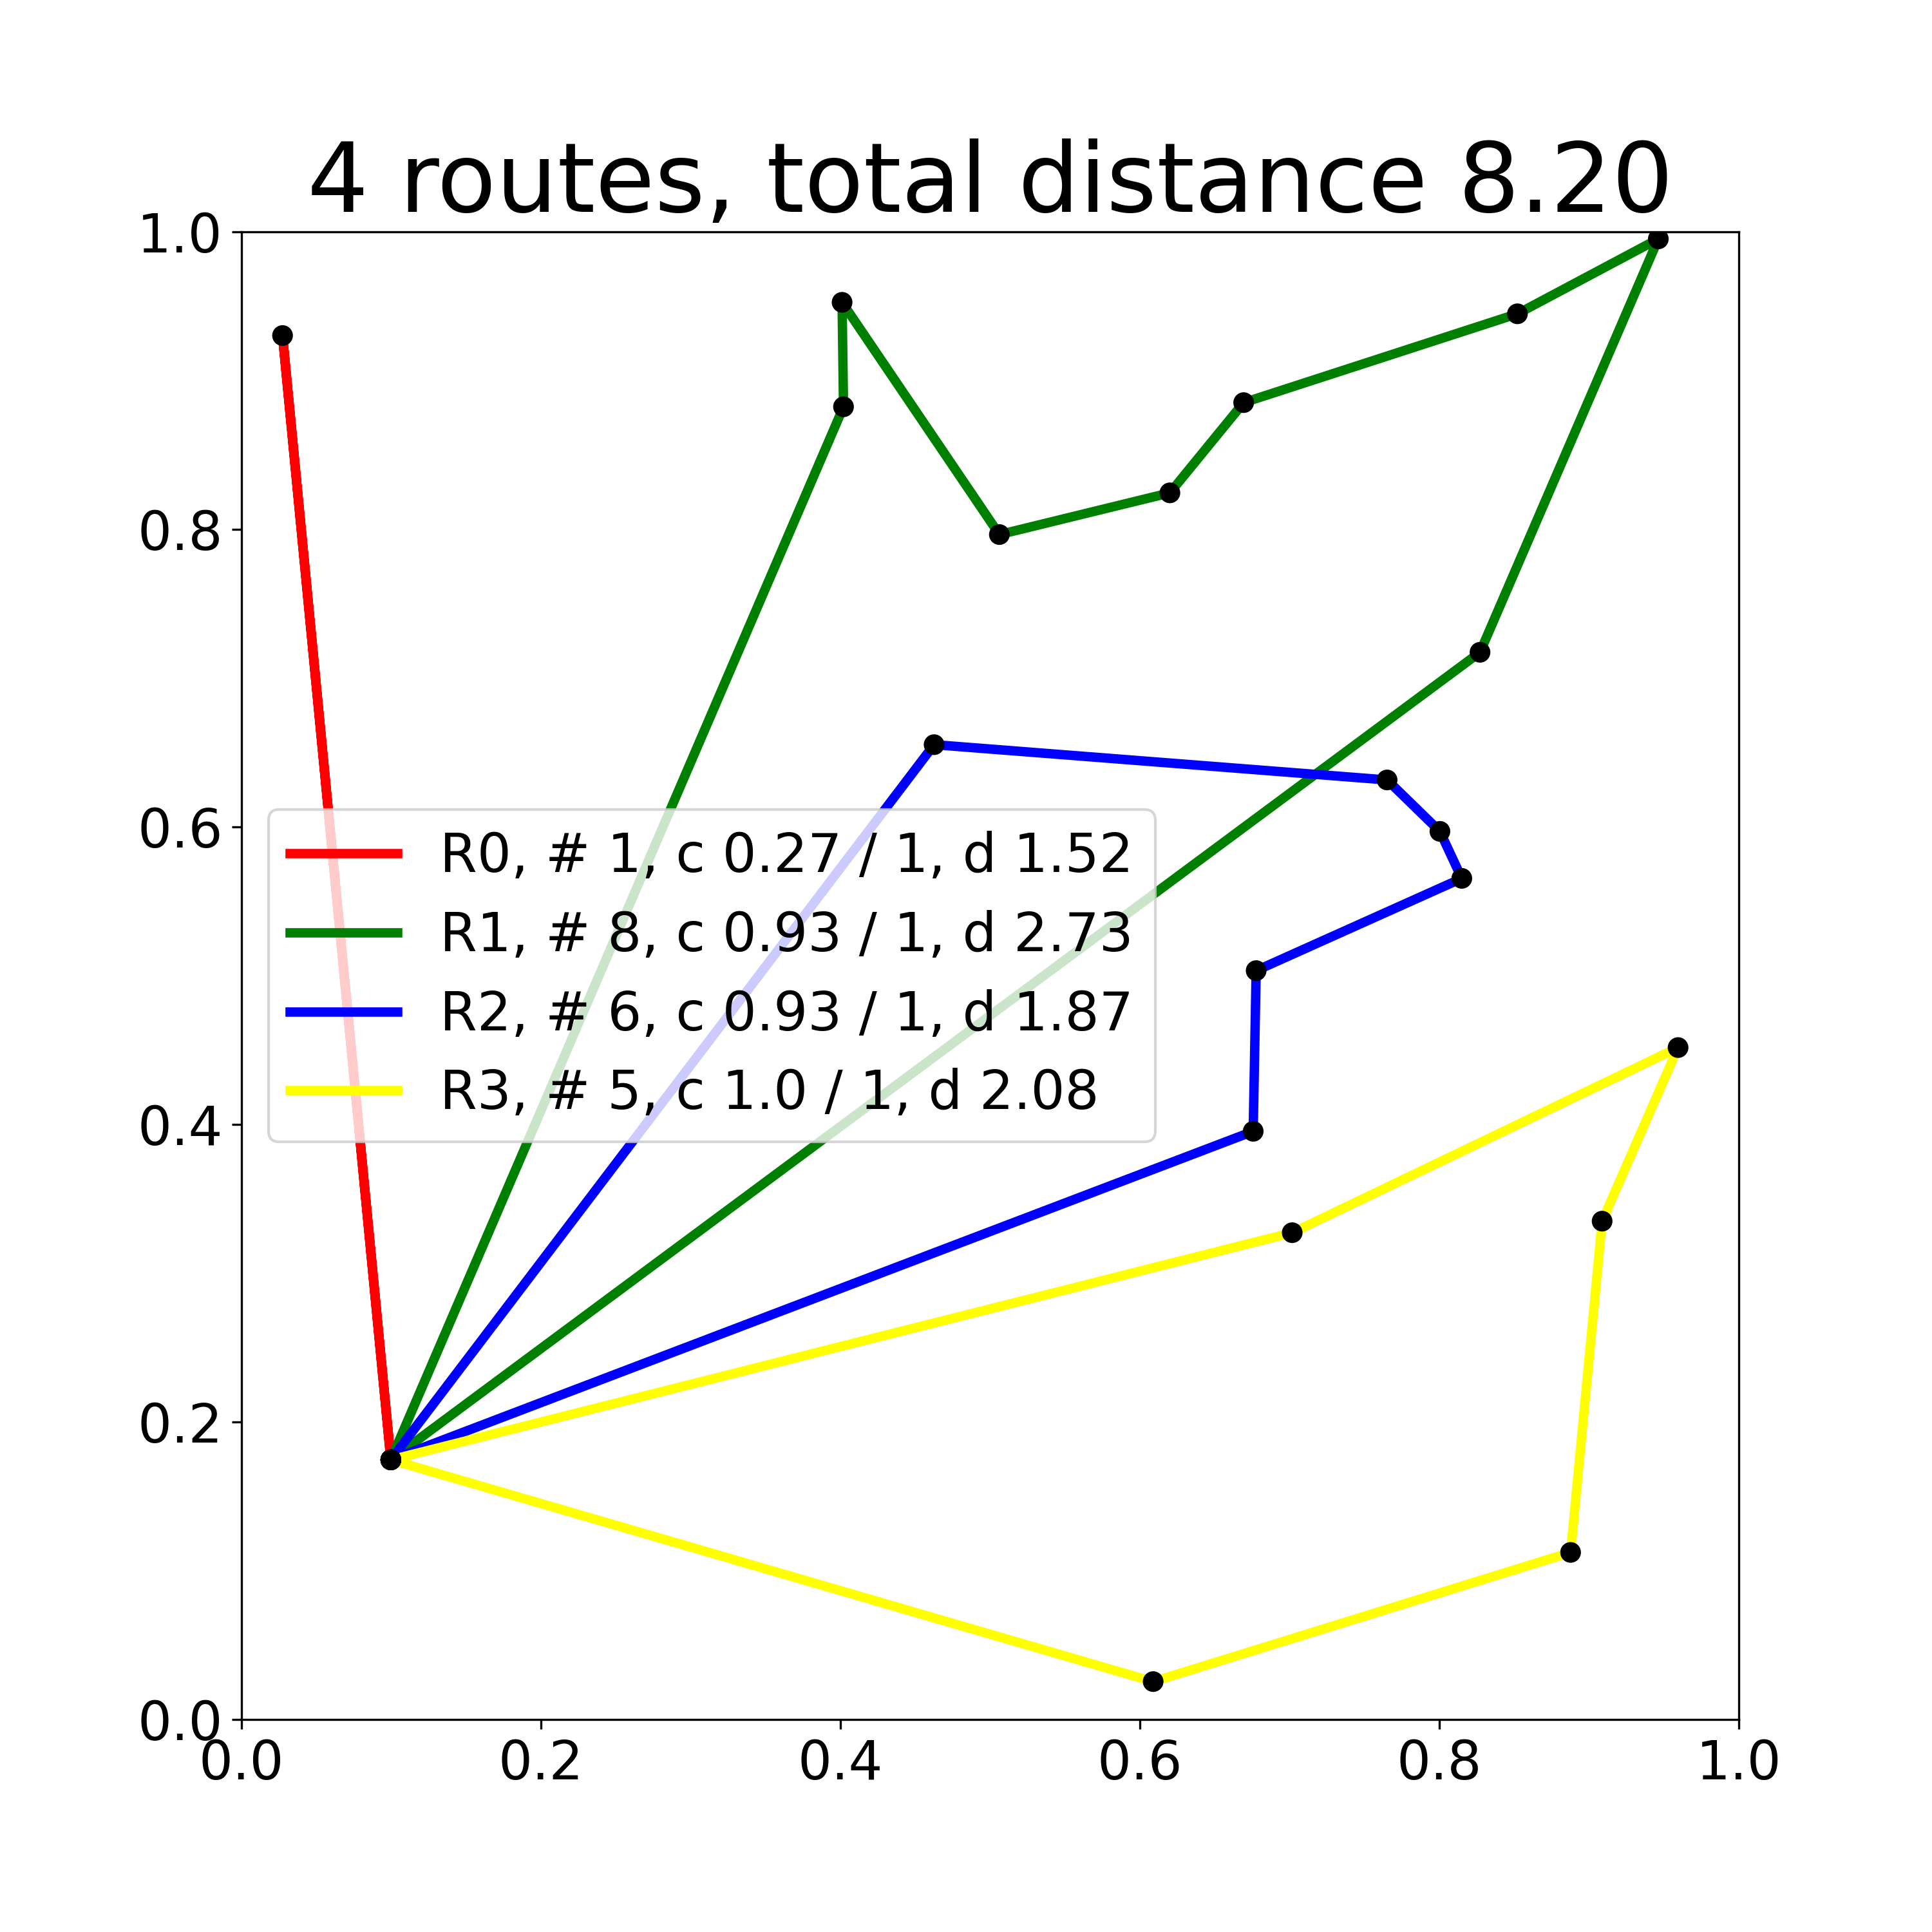 4 routes, total distance 8.20
1.0
0.8
0.6
0.4
0.2
0.0
R0, # 1, c 0.27 / 1, d 1.52
R1, # 8, c 0.93 / 1, d 2.73
R2, # 6, c 0.93 / 1, d 1.87
R3, # 5, c 1.0 / 1, d 2.08
0.0 0.2 0.4 0.6 0.8 1.0